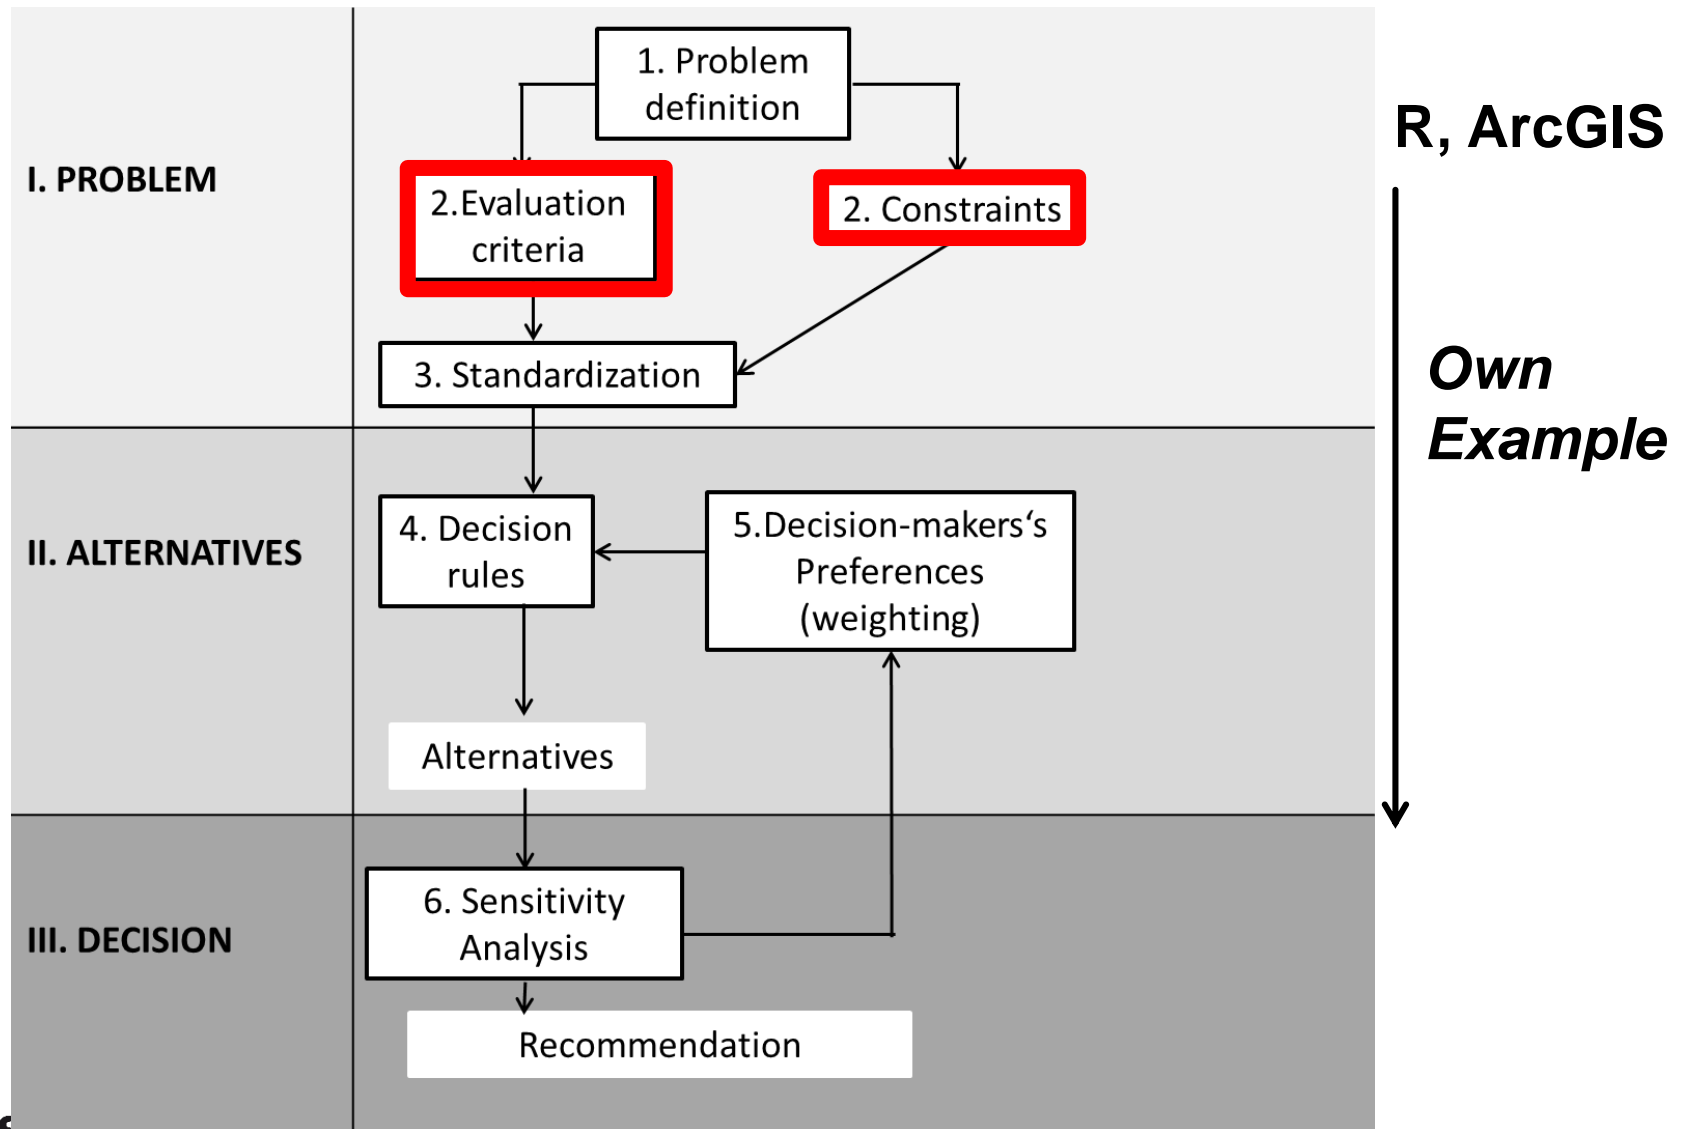 1. Problem
definition
R, ArcGIS
I. PROBLEM
2.Evaluation
criteria
2. Constraints
3. Standardization
Own
Example
II. ALTERNATIVES
4. Decision
rules
5.Decision-makers‘s
Preferences
(weighting)
Alternatives
III. DECISION
6. Sensitivity
Analysis
Recommendation